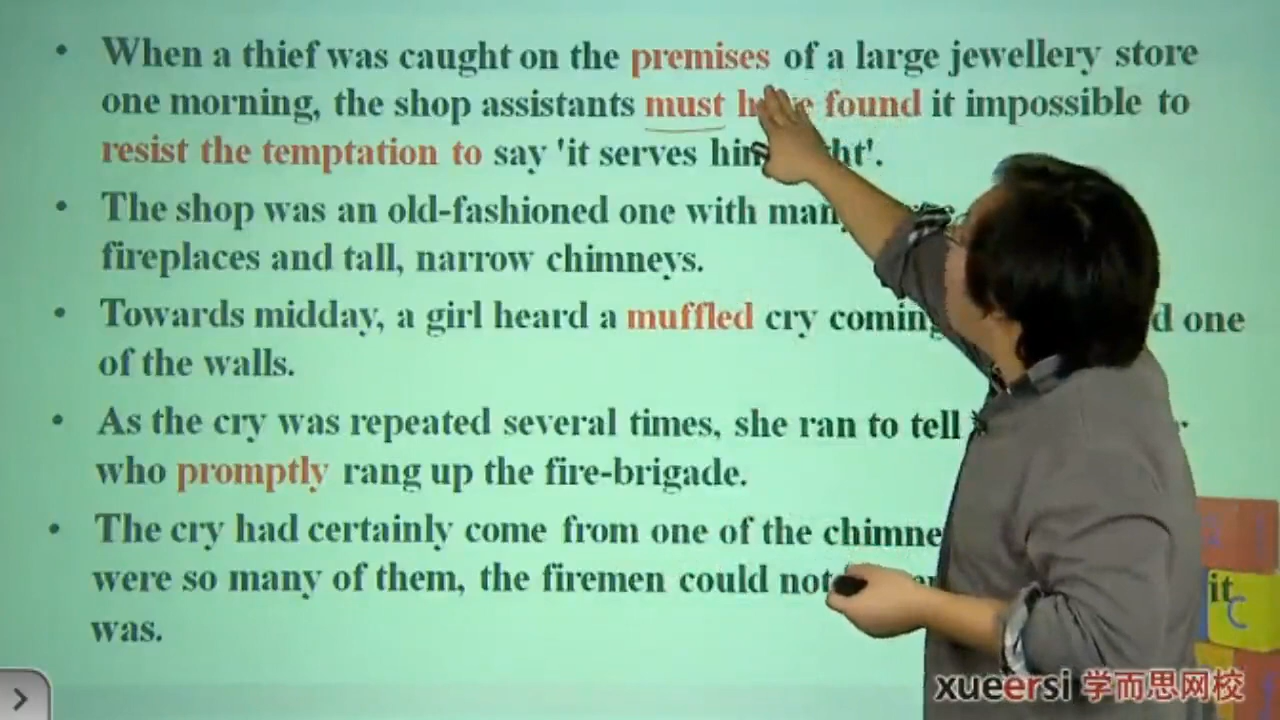 • When a thief was caught on the premises of a large jewellery store
one morning, the shop assistants must have found it impossible to
resist the temptation to say 'it serves him
• The shop was an old-fashioned one with many
fireplaces and tall, narrow chimneys.
• Towards midday, a girl heard a muffled cry coming one
of the walls.
• As the cry was repeated several times, she ran to tell
who promptly rang up the fire-brigade.
• The cry had certainly come from one of the
were so many of them, the firemen could not
it
was.
C
xueersi 学而思网校